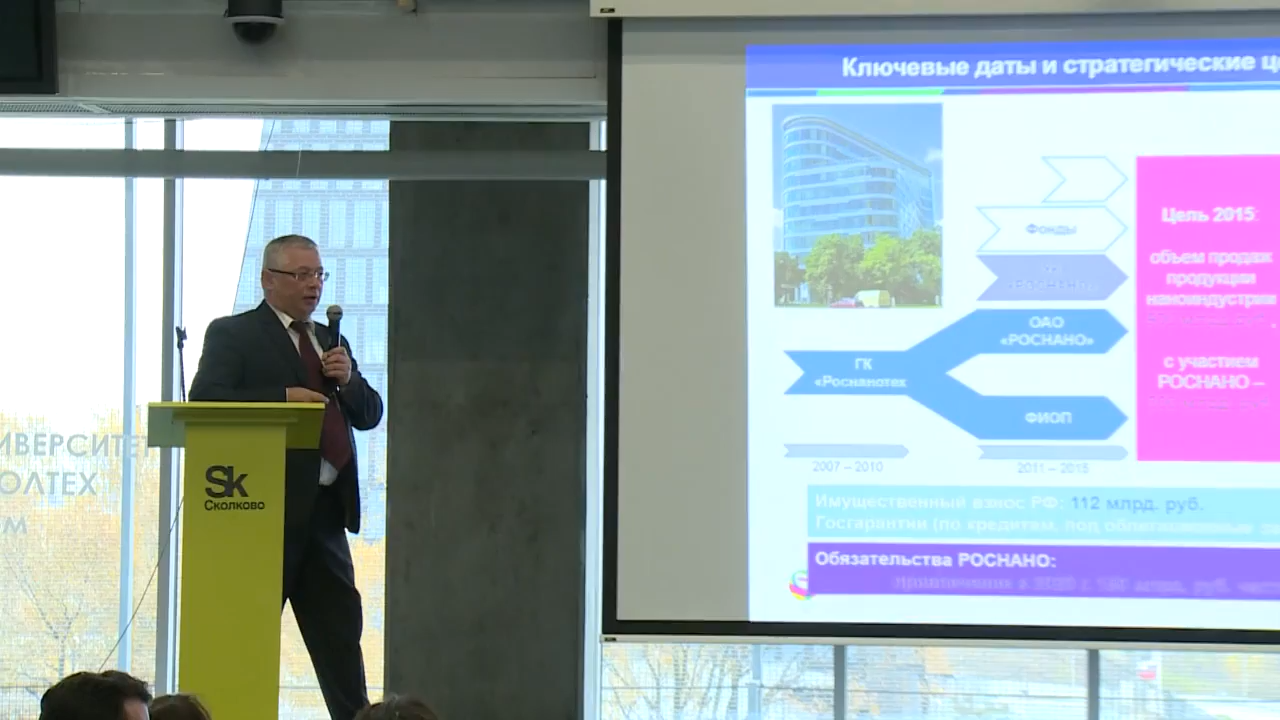 Ключевые даты и стратегические це
Фонды
Цель 2015:
объем продаж
продукции
наноиндустрии
ОАО
«РОСНАНО»
ГК
«Роснанотех
с участием
РОСНАНО –
ФИОП
2007 – 2010
2011 – 2015
Имущественный взнос РФ: 112 млрд. руб.
Госгарантии (по кредитам, под облигационные
Обязательства РОСНАНО:
ИВЕРСИТЕТ
ОЛТЕХ
Sk
Сколково